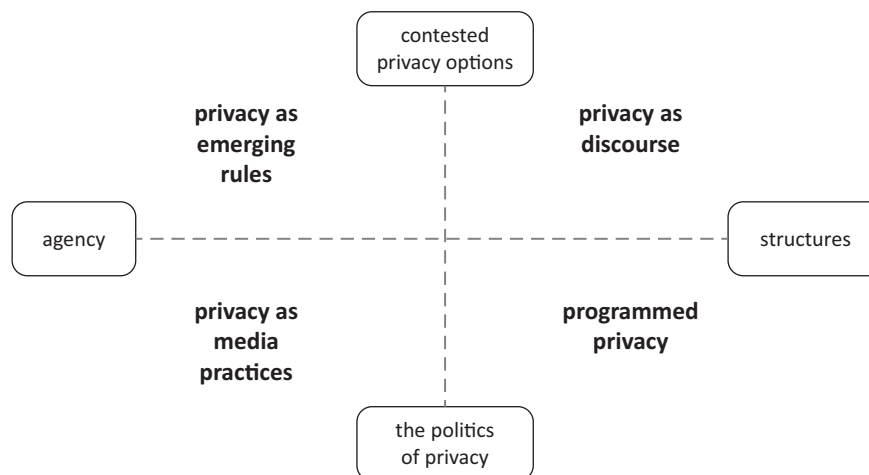 contested
privacy options
privacy as
emerging
rules
privacy as
discourse
agency
structures
privacy as
media
practices
programmed
privacy
the politics
of privacy